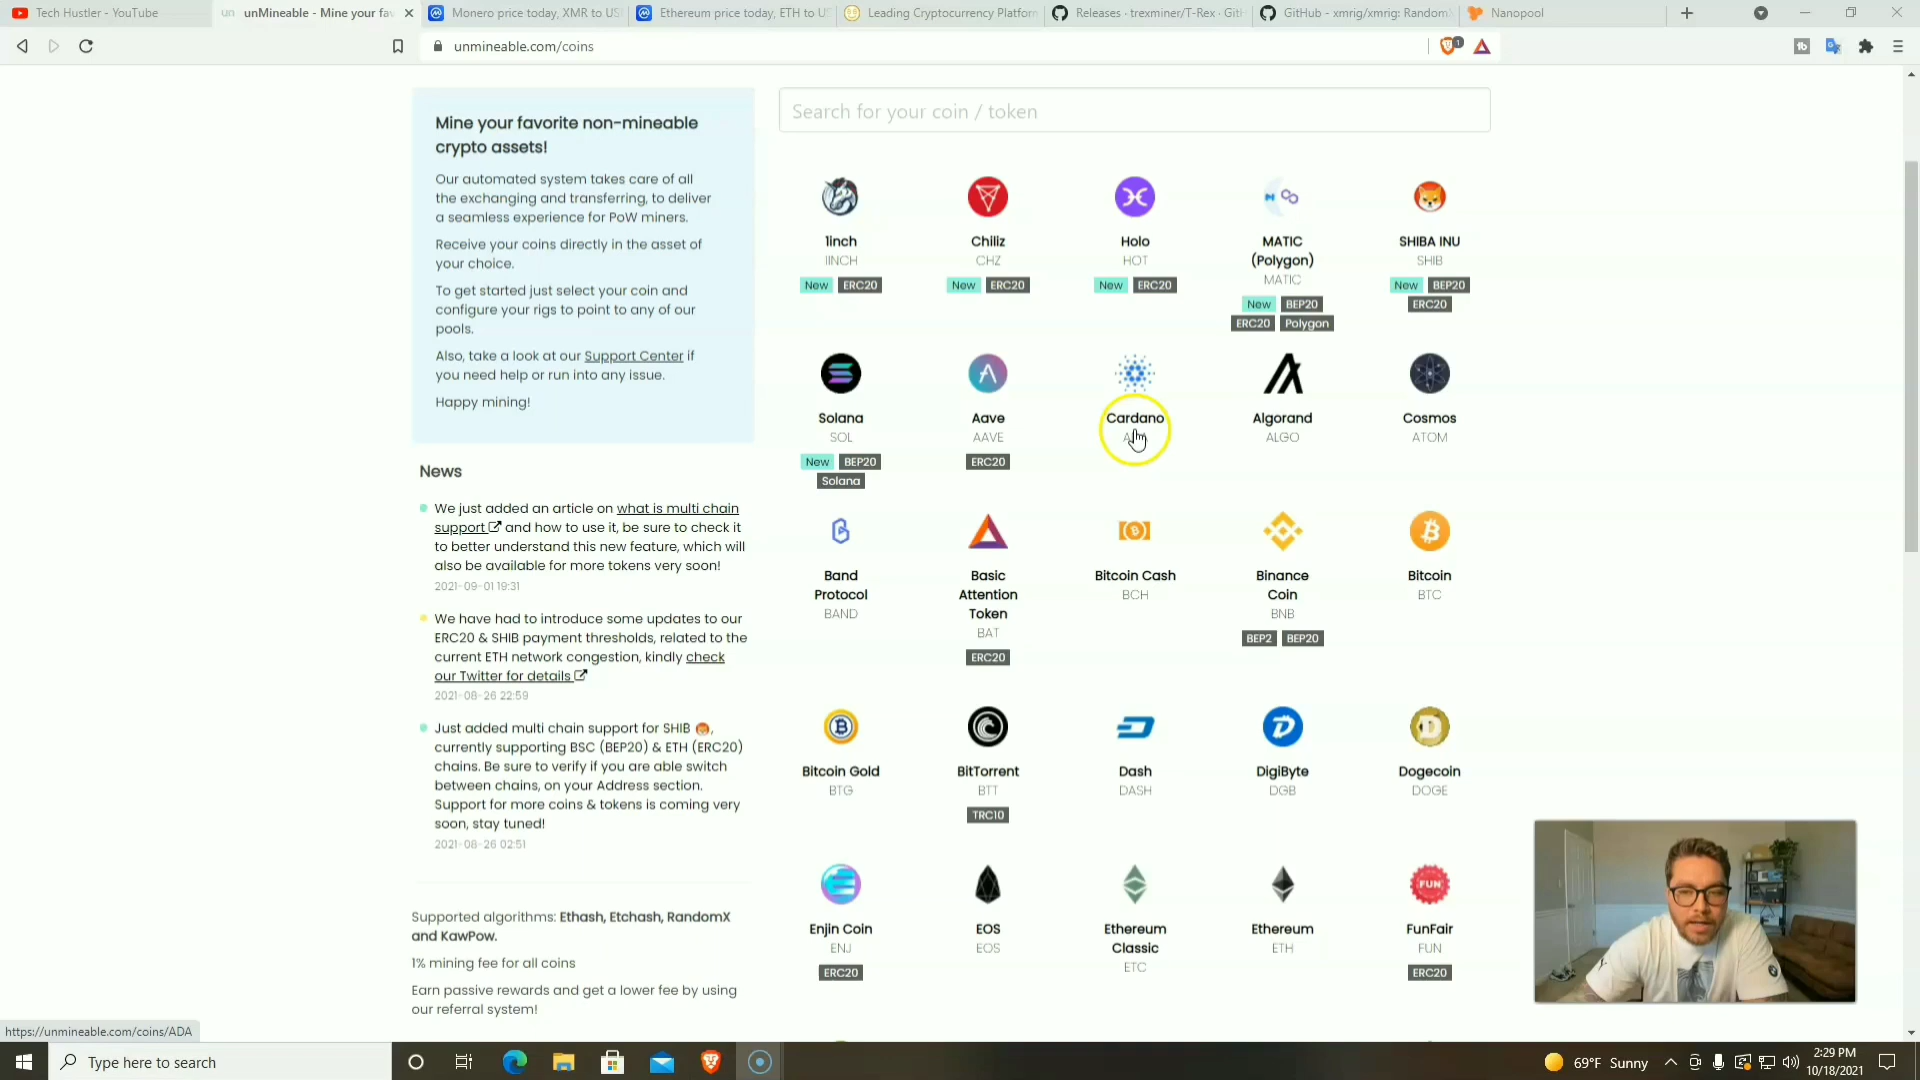 Tech Hustler - YouTube
un unMineable - Mine your fav
Monero price today, XMR to US
Ethereum price today, ETH to US
Leading Cryptocurrency Platform
Releases · trexminer/T-Rex · Git
GitHub - xmrig/xmrig: RandomX
Nanopool
unmineable.com/coins
1
Mine your favorite non-mineable
crypto assets!
Our automated system takes care of all
the exchanging and transferring, to deliver
a seamless experience for PoW miners.
Receive your coins directly in the asset of
your choice.
To get started just select your coin and
configure your rigs to point to any of our
pools.
Also, take a look at our Support Center if
you need help or run into any issue.
Happy mining!
News
We just added an article on what is multi chain
support and how to use it, be sure to check it
to better understand this new feature, which will
also be available for more tokens very soon!
2021-09-01 19:31
We have had to introduce some updates to our
ERC20 & SHIB payment thresholds, related to the
current ETH network congestion, kindly check
our Twitter for details
2021-08-26 22:59
Just added multi chain support for SHIB ,
currently supporting BSC (BEP20) & ETH (ERC20)
chains. Be sure to verify if you are able switch
between chains, on your Address section.
Support for more coins & tokens is coming very
soon, stay tuned!
2021-08-26 02:51
Supported algorithms: Ethash, Etchash, RandomX
and KawPow.
1% mining fee for all coins
Earn passive rewards and get a lower fee by using
our referral system!
Search for your coin / token
1inch
1INCH
New ERC20
Chiliz
CHZ
New ERC20
Holo
HOT
New ERC20
MATIC
(Polygon)
MATIC
New BEP20
ERC20 Polygon
SHIBA INU
SHIB
New BEP20
ERC20
Solana
SOL
New BEP20
Solana
Aave
AAVE
ERC20
Cardano
Algorand
ALGO
Cosmos
ATOM
Band
Protocol
BAND
Basic
Attention
Token
BAT
ERC20
Bitcoin Cash
BCH
Binance
Coin
BNB
BEP2 BEP20
Bitcoin
BTC
Bitcoin Gold
BTG
BitTorrent
BTT
TRC10
Dash
DASH
DigiByte
DGB
Dogecoin
DOGE
Enjin Coin
ENJ
ERC20
EOS
EOS
Ethereum
Classic
ETC
Ethereum
ETH
FUN
FunFair
FUN
ERC20
https://unmineable.com/coins/ADA
Type here to search
69°F Sunny
2:29 PM
10/18/2021